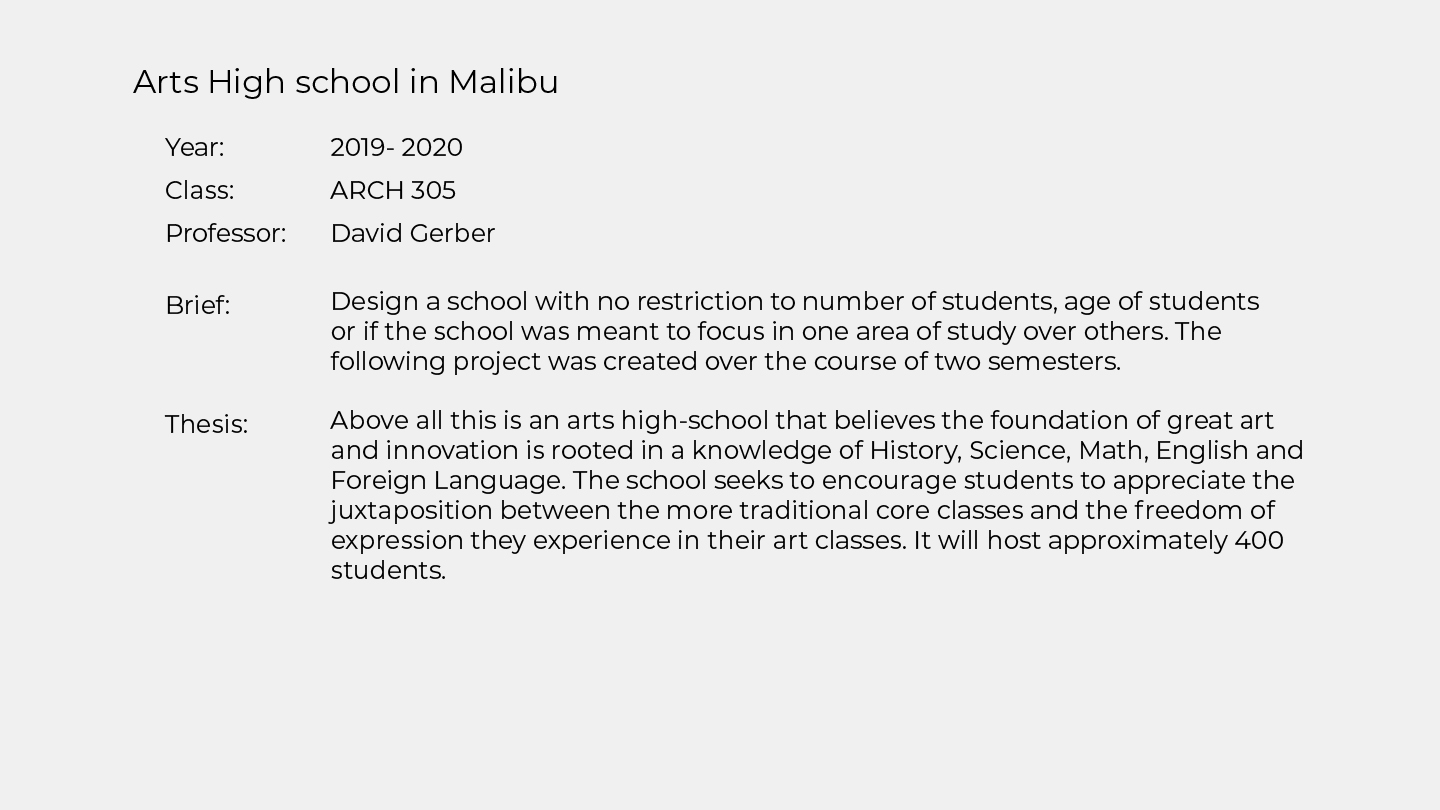 Arts High school in Malibu
Year: 2019- 2020
Class: ARCH 305
Professor: David Gerber
Brief: Design a school with no restriction to number of students, age of students
or if the school was meant to focus in one area of study over others. The
following project was created over the course of two semesters.
Thesis: Above all this is an arts high-school that believes the foundation of great art
and innovation is rooted in a knowledge of History, Science, Math, English and
Foreign Language. The school seeks to encourage students to appreciate the
juxtaposition between the more traditional core classes and the freedom of
expression they experience in their art classes. It will host approximately 400
students.